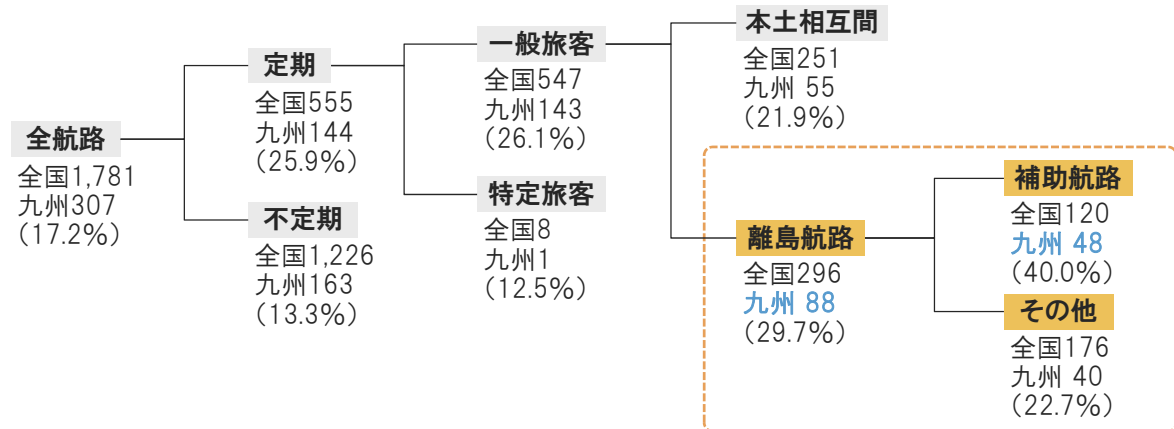 全航路
全国1,781
九州307
(17.2%)
定期
全国555
九州144
(25.9%)
不定期
全国1,226
九州163
(13.3%)
一般旅客
全国547
九州143
(26.1%)
特定旅客
全国8
九州1
(12.5%)
本土相互間
全国251
九州 55
(21.9%)
離島航路
全国296
九州 88
(29.7%)
補助航路
全国120
九州 48
(40.0%)
その他
全国176
九州 40
(22.7%)